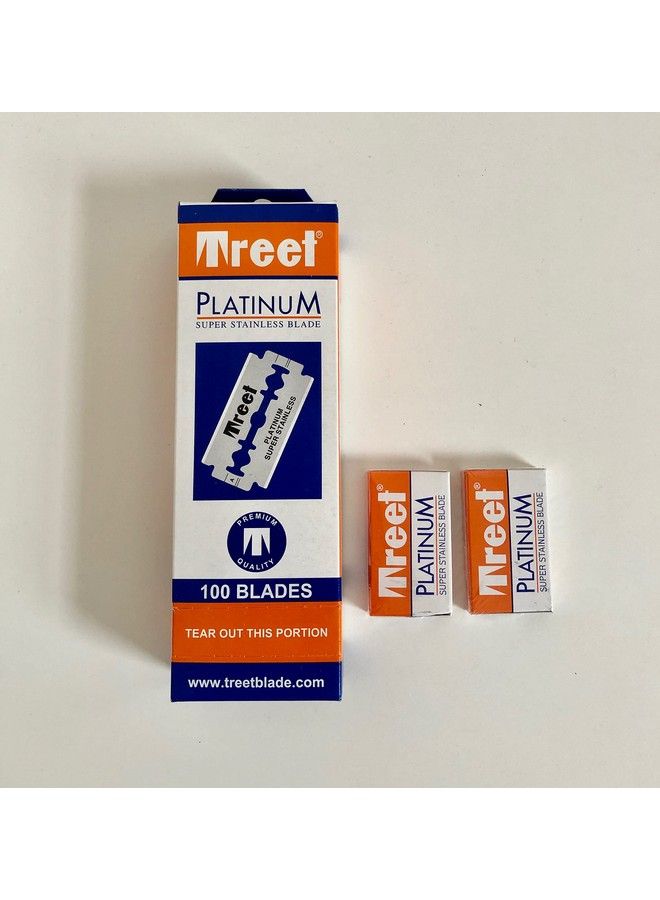 Treet®
PLATINUM
SUPER STAINLESS BLADE
Treet
PLATINUM
SUPER STAINLESS
A
PREMIUM
QUALITY
100 BLADES
TEAR OUT THIS PORTION
www.treetblade.com
Treet®
PLATINUM
SUPER STAINLESS BLADE
Treet®
PLATINUM
SUPER STAINLESS BLADE